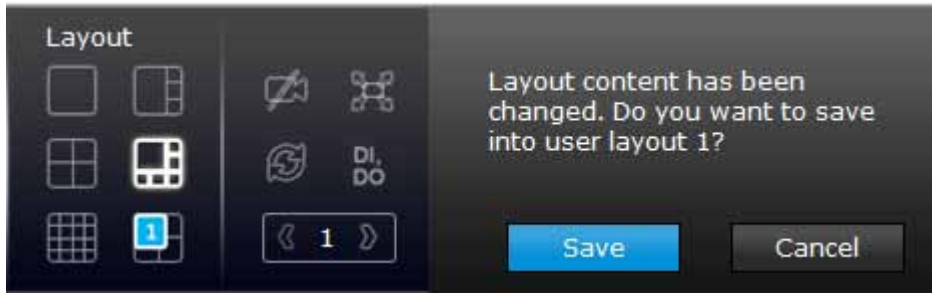 Layout
DI,
DO
1
1
Layout content has been
changed. Do you want to save
into user layout 1?
Save
Cancel